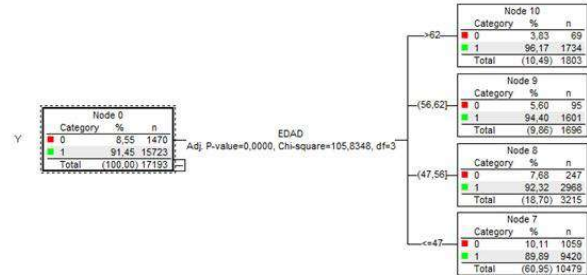 Node 10
Category % n
0 3,83 69
1 96,17 1734
Total (10,49) 1803
>62
Node 9
Category % n
0 5,60 95
1 94,40 1601
Total (9,86) 1696
(56,62]
Node 0
Category % n
0 8,55 1470
1 91,45 15723
Total (100,00) 17193
Y
EDAD
Adj. P-value=0,0000, Chi-square=105,8348, df=3
Node 8
Category % n
0 7,68 247
1 92,32 2968
Total (18,70) 3215
(47,56]
Node 7
Category % n
0 10,11 1059
1 89,89 9420
Total (60,95) 10479
<=47